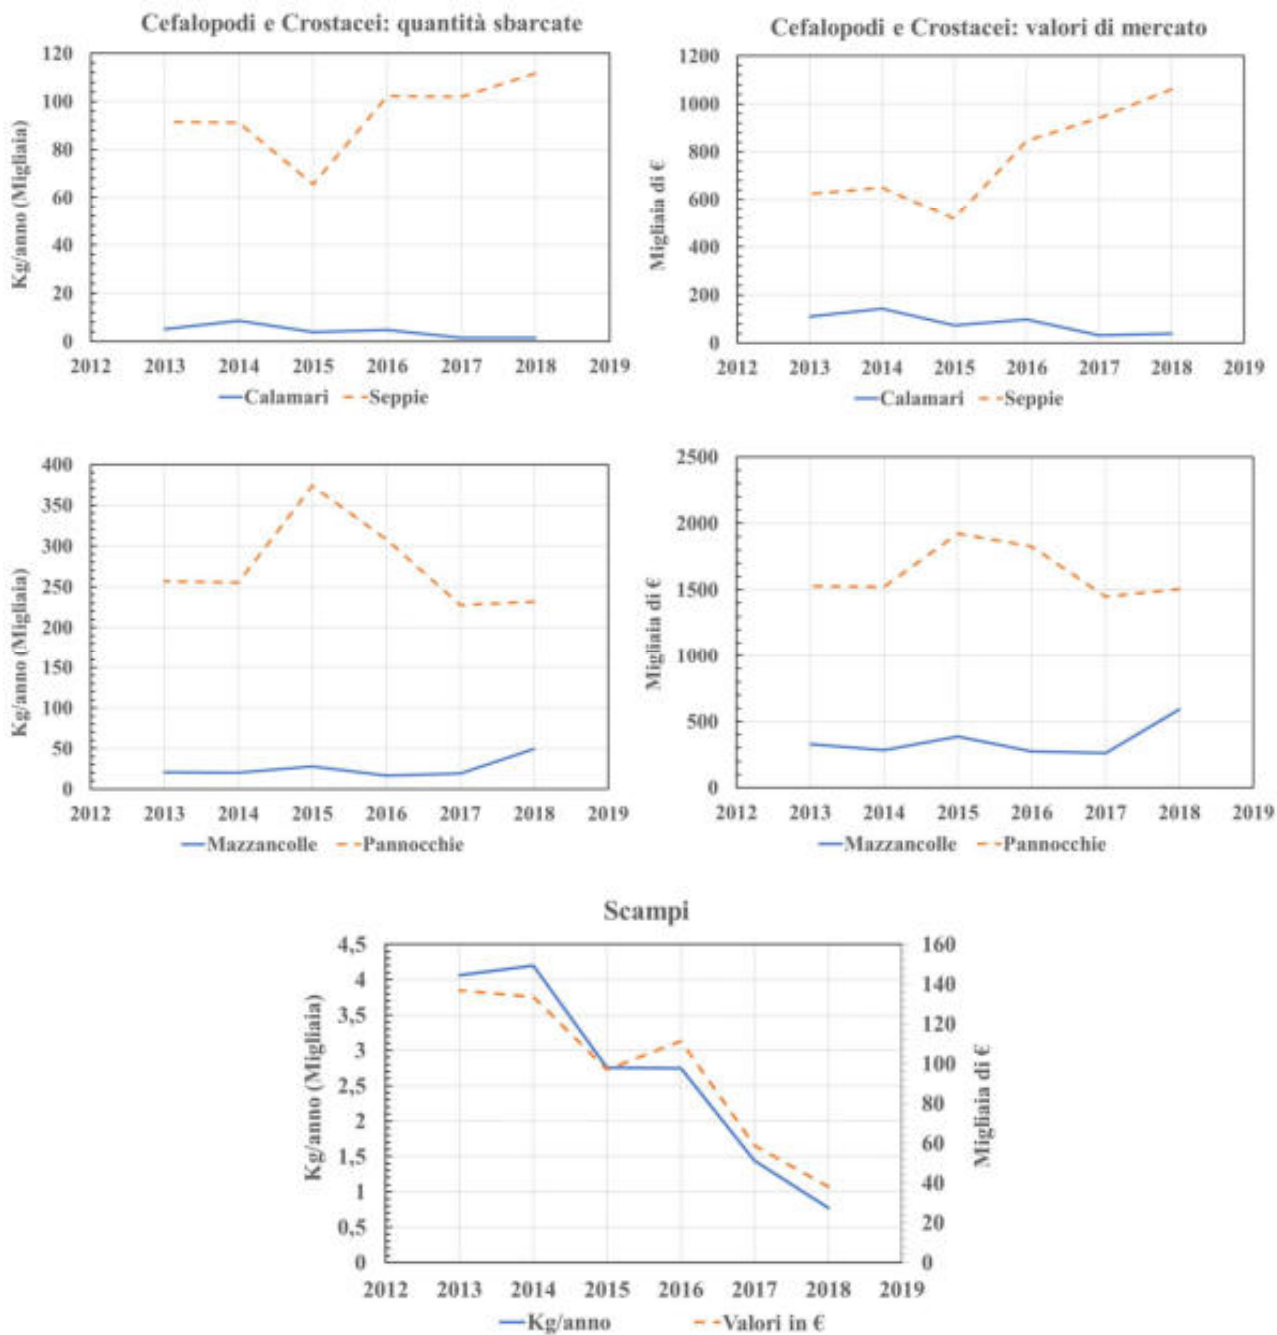 Cefalopodi e Crostacei: quantità sbarcate
Kg/anno (Migliaia)
120
100
80
60
40
20
0
2012 2013 2014 2015 2016 2017 2018 2019
Calamari Seppie
Cefalopodi e Crostacei: valori di mercato
Migliaia di €
1200
1000
800
600
400
200
0
2012 2013 2014 2015 2016 2017 2018 2019
Calamari Seppie
Kg/anno (Migliaia)
400
350
300
250
200
150
100
50
0
2012 2013 2014 2015 2016 2017 2018 2019
Mazzancolle Pannocchie
Migliaia di €
2500
2000
1500
1000
500
0
2012 2013 2014 2015 2016 2017 2018 2019
Mazzancolle Pannocchie
Scampi
Kg/anno (Migliaia)
4,5
4
3,5
3
2,5
2
1,5
1
0,5
0
160
140
120
100
80
60
40
20
0
Migliaia di €
2012 2013 2014 2015 2016 2017 2018 2019
Kg/anno Valori in €